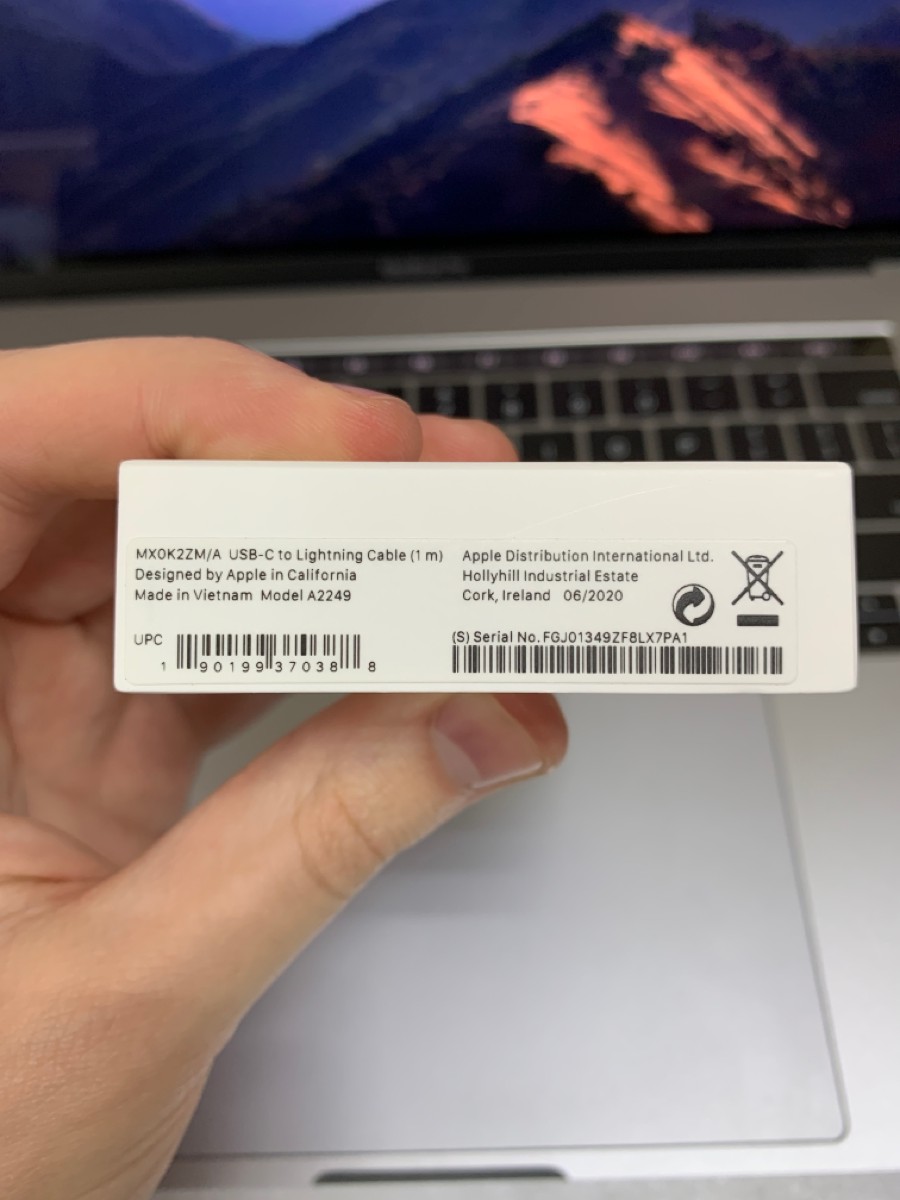 MX0K2ZM/A USB-C to Lightning Cable (1 m)
Designed by Apple in California
Made in Vietnam Model A2249
UPC
1 90199 37038 8
Apple Distribution International Ltd.
Hollyhill Industrial Estate
Cork, Ireland 06/2020
(S) Serial No. FGJ01349ZF8LX7PA1